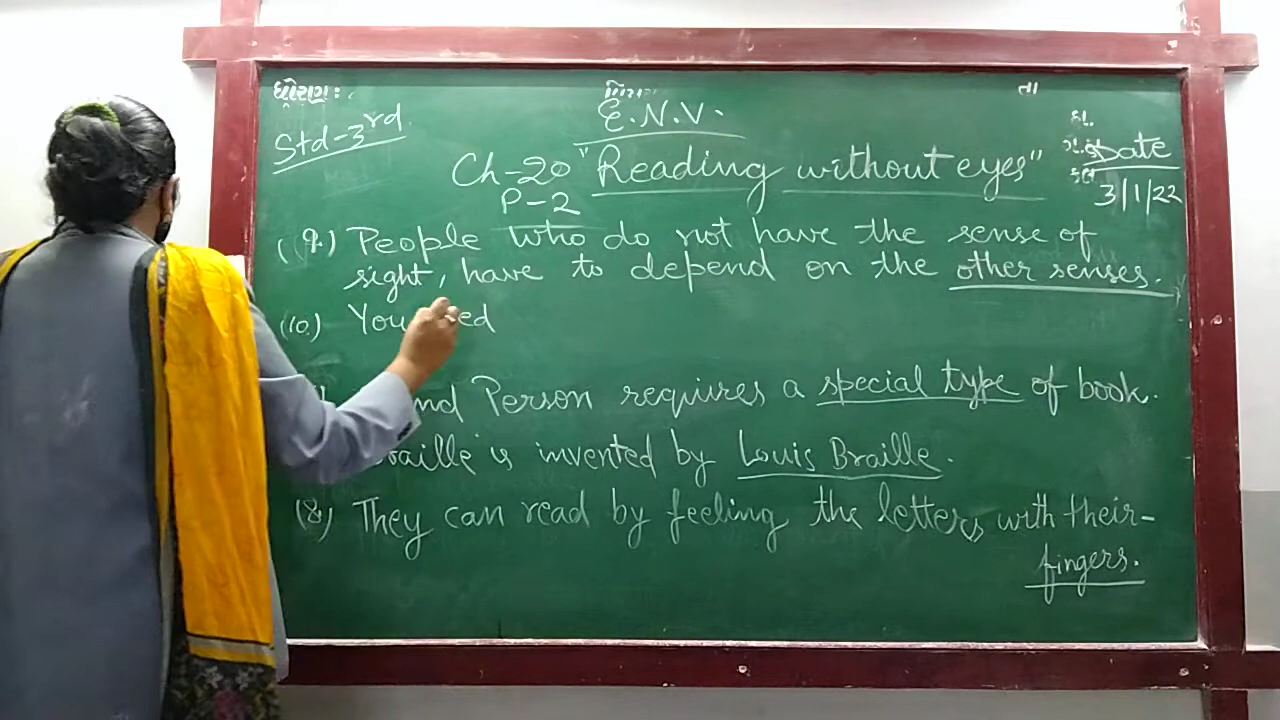 ધોરણ :
Std-3rd
E.N.V.
તા
Date
3/1/22
Ch-20 "Reading without eyes"
P-2
(9.) People who do not have the sense of
sight, have to depend on the other senses.
(10.) You
Person requires a special type of book.
is invented by Louis Braille.
(8) They can read by feeling the letters with their-
fingers.